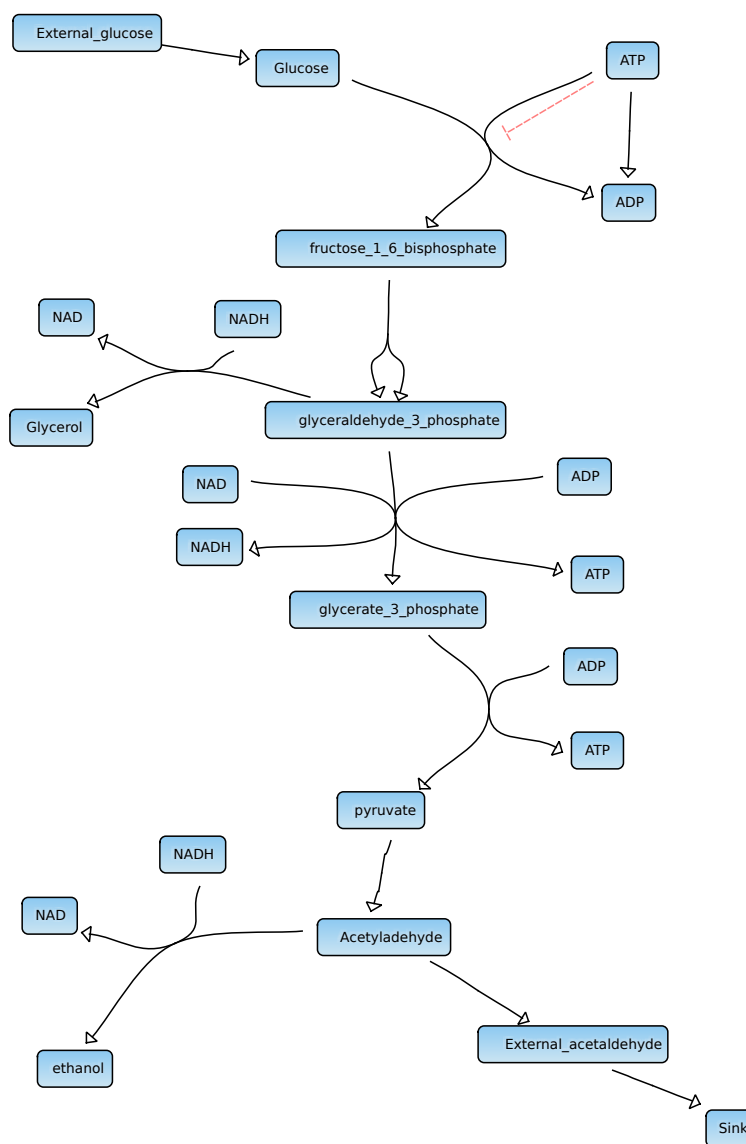 External_glucose
Glucose
ATP
ADP
fructose_1_6_bisphosphate
NAD
NADH
Glycerol
glyceraldehyde_3_phosphate
NAD
ADP
NADH
ATP
glycerate_3_phosphate
ADP
ATP
pyruvate
NADH
NAD
Acetyladehyde
External_acetaldehyde
ethanol
Sink